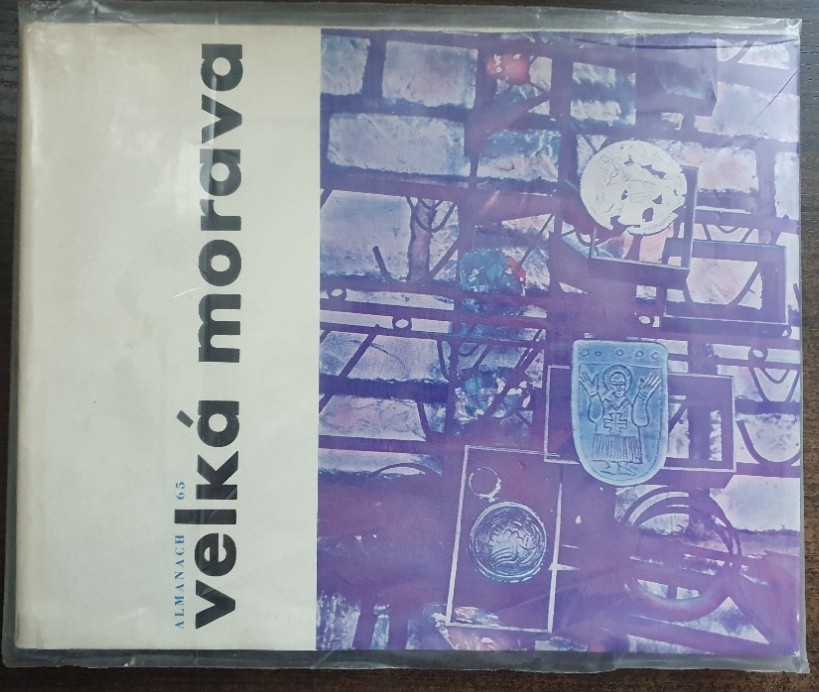 ALMANACH 65
velká morava